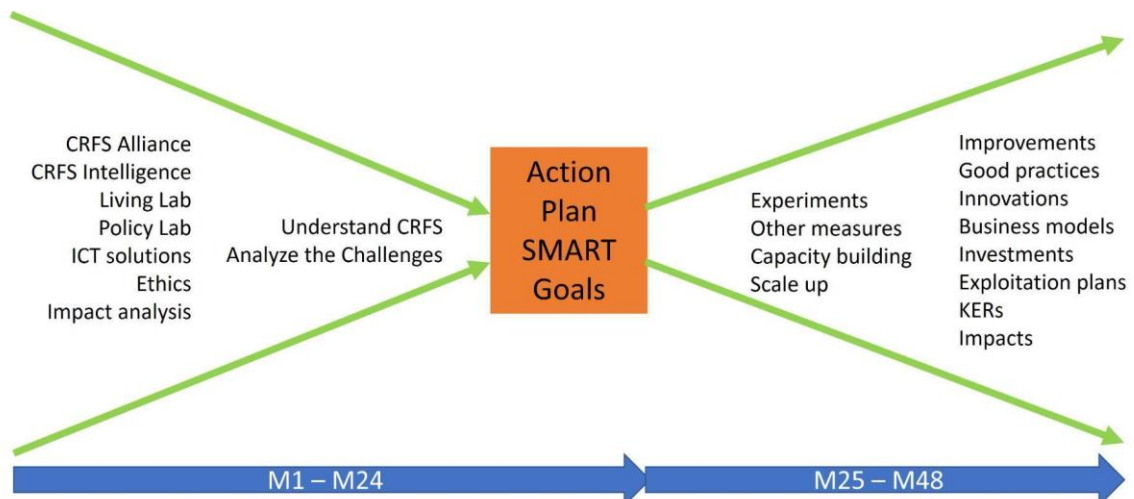 CRFS Alliance
CRFS Intelligence
Living Lab
Policy Lab
ICT solutions
Ethics
Impact analysis
Understand CRFS
Analyze the Challenges
Action
Plan
SMART
Goals
Experiments
Other measures
Capacity building
Scale up
Improvements
Good practices
Innovations
Business models
Investments
Exploitation plans
KERs
Impacts
M1 – M24
M25 – M48